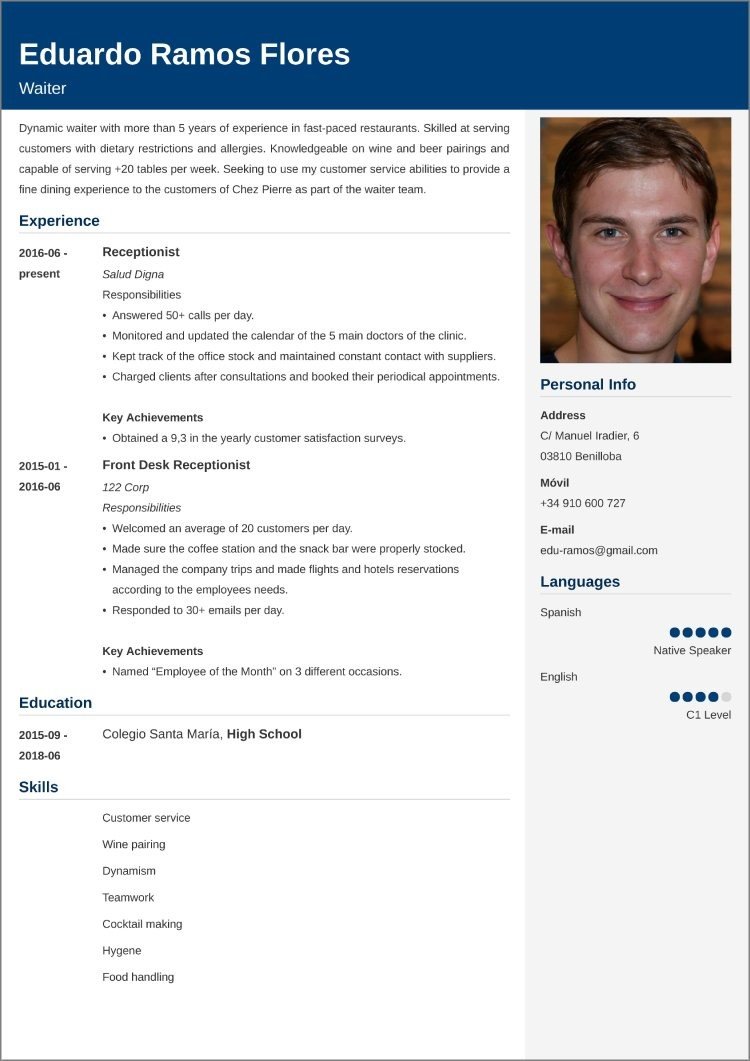 Eduardo Ramos Flores
Waiter
Dynamic waiter with more than 5 years of experience in fast-paced restaurants. Skilled at serving
customers with dietary restrictions and allergies. Knowledgeable on wine and beer pairings and
capable of serving +20 tables per week. Seeking to use my customer service abilities to provide a
fine dining experience to the customers of Chez Pierre as part of the waiter team.
Experience
2016-06 -
present
Receptionist
Salud Digna
Responsibilities
• Answered 50+ calls per day.
• Monitored and updated the calendar of the 5 main doctors of the clinic.
• Kept track of the office stock and maintained constant contact with suppliers.
• Charged clients after consultations and booked their periodical appointments.
Key Achievements
• Obtained a 9,3 in the yearly customer satisfaction surveys.
2015-01 -
2016-06
Front Desk Receptionist
122 Corp
Responsibilities
• Welcomed an average of 20 customers per day.
• Made sure the coffee station and the snack bar were properly stocked.
• Managed the company trips and made flights and hotels reservations
according to the employees needs.
• Responded to 30+ emails per day.
Key Achievements
• Named “Employee of the Month” on 3 different occasions.
Education
2015-09 -
2018-06
Colegio Santa María, High School
Skills
Customer service
Wine pairing
Dynamism
Teamwork
Cocktail making
Hygene
Food handling
Personal Info
Address
C/ Manuel Iradier, 6
03810 Benilloba
Móvil
+34 910 600 727
E-mail
edu-ramos@gmail.com
Languages
Spanish
Native Speaker
English
C1 Level